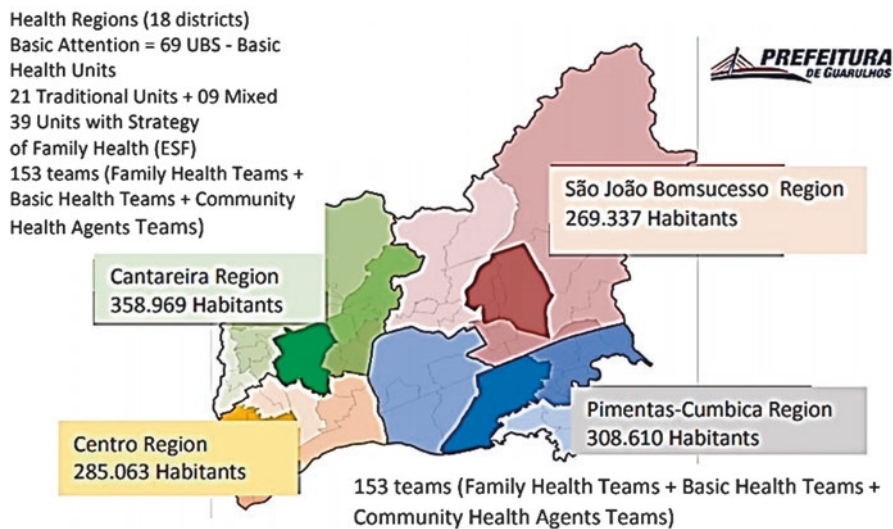 Health Regions (18 districts)
Basic Attention = 69 UBS - Basic
Health Units
21 Traditional Units + 09 Mixed
39 Units with Strategy
of Family Health (ESF)
153 teams (Family Health Teams +
Basic Health Teams + Community
Health Agents Teams)
PREFEITURA
DE GUARULHOS
São João Bomsucesso Region
269.337 Habitants
Cantareira Region
358.969 Habitants
Pimentas-Cumbica Region
308.610 Habitants
Centro Region
285.063 Habitants
153 teams (Family Health Teams + Basic Health Teams +
Community Health Agents Teams)